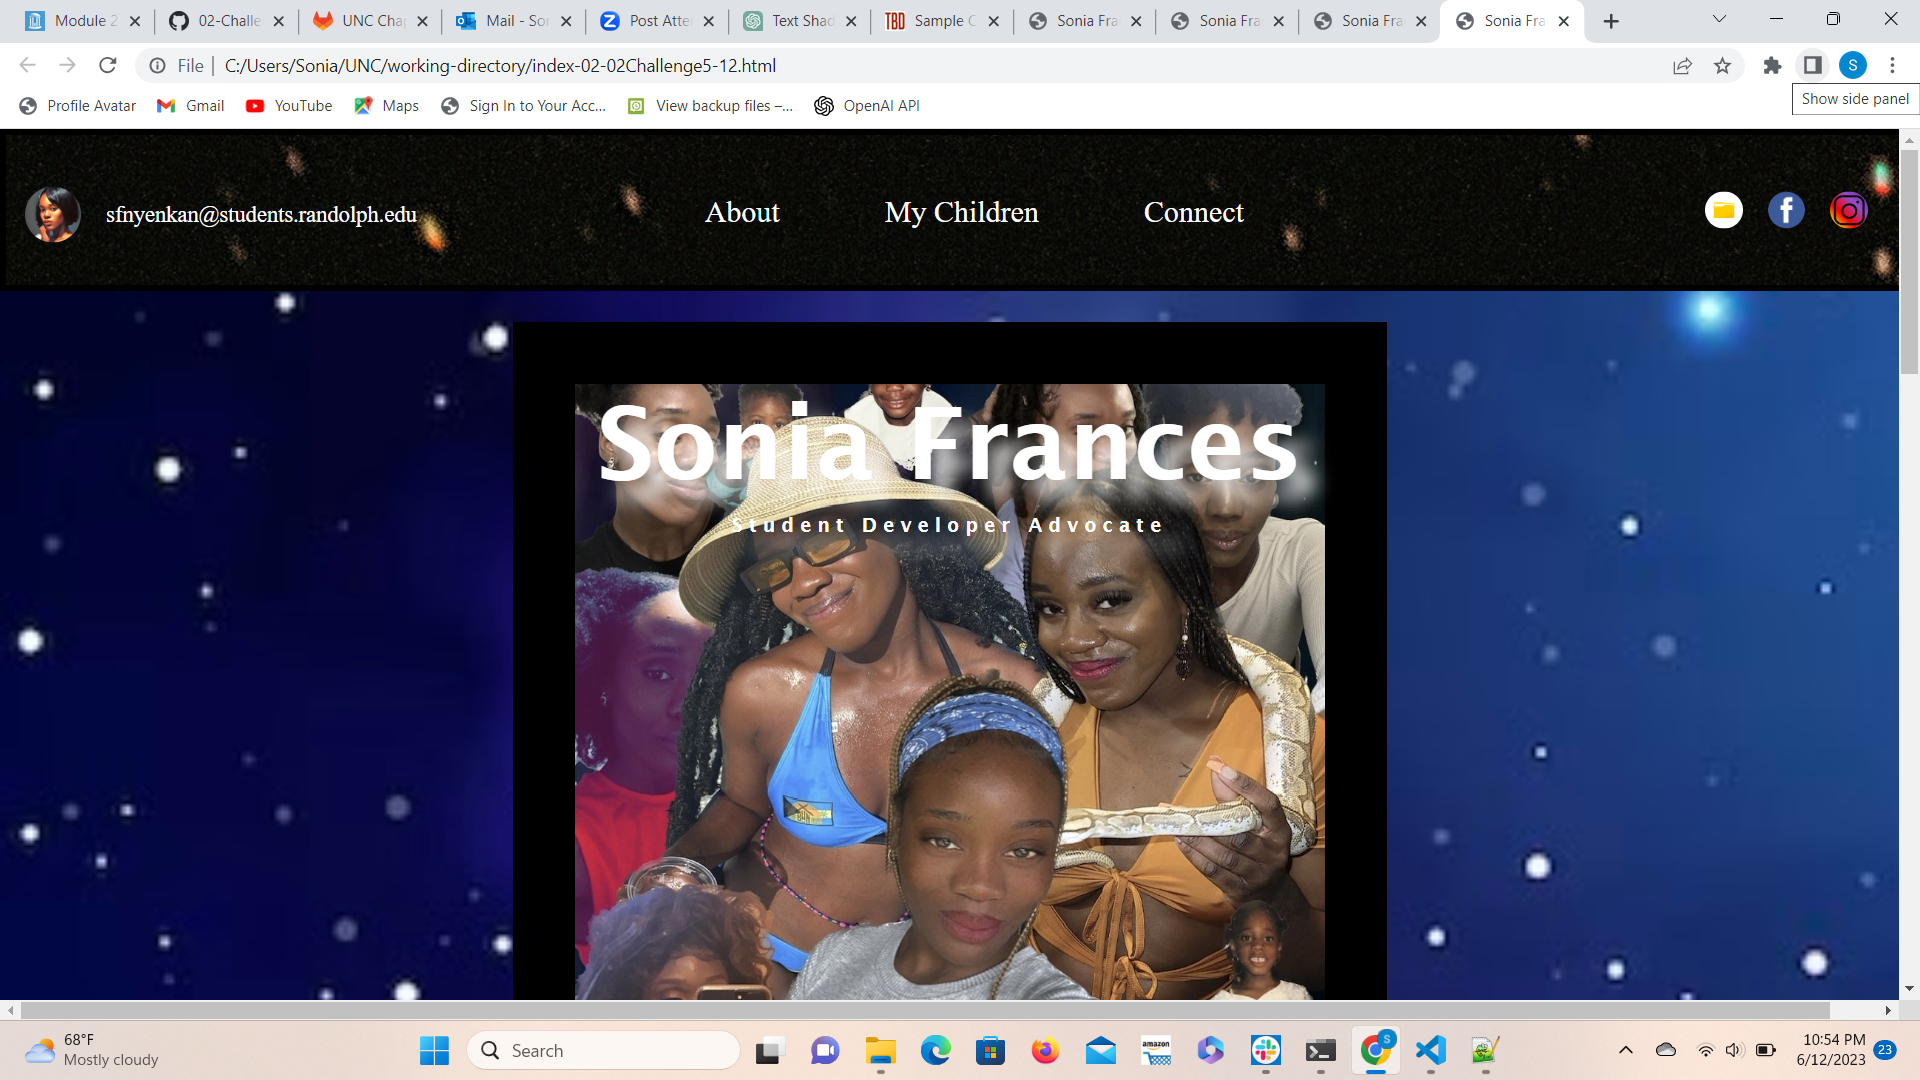 Module 2
02-Challe
UNC Cha
Mail - So
Post Atte
Text Shad
TBD Sample C
Sonia Fra
Sonia Fra
Sonia Fra
Sonia Fra
File | C:/Users/Sonia/UNC/working-directory/index-02-02Challenge5-12.html
S
Show side panel
Profile Avatar
Gmail
YouTube
Maps
Sign In to Your Acc...
View backup files –...
OpenAI API
sfnyenkan@students.randolph.edu
About
My Children
Connect
Sonia Frances
Student Developer Advocate
68°F
Mostly cloudy
Search
amazon
S
10:54 PM
6/12/2023
23